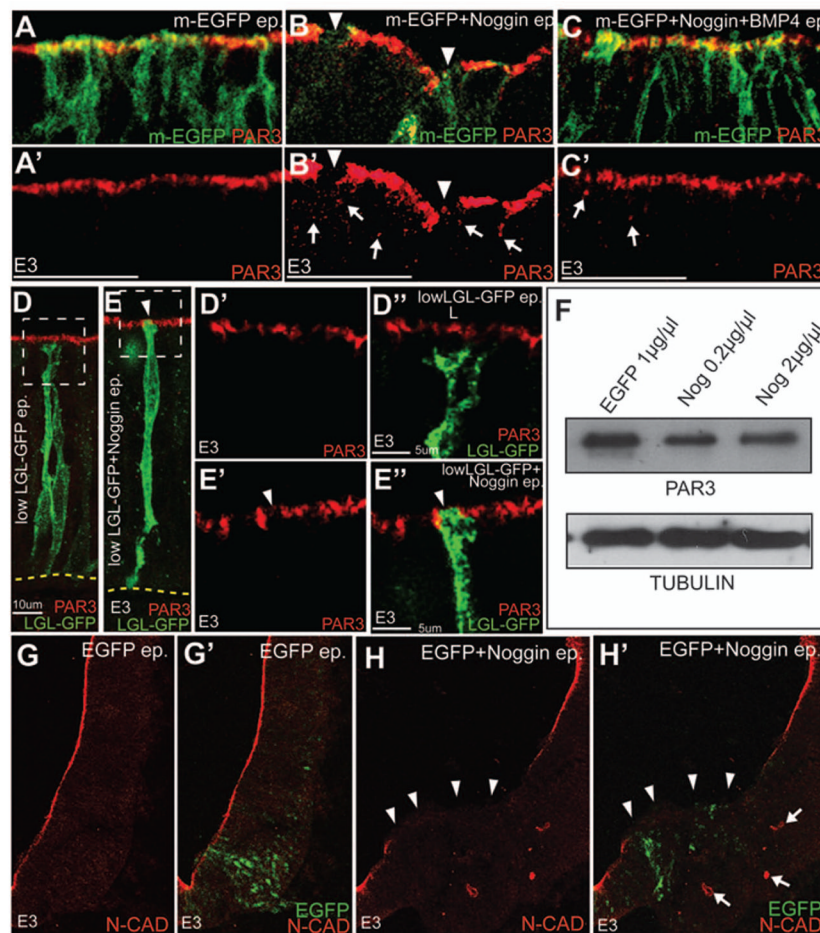 A m-EGFP ep.
m-EGFP PAR3
B m-EGFP+Noggin ep
m-EGFP PAR3
C m-EGFP+Noggin+BMP4 ep
m-EGFP PAR3
A' E3 PAR3
B' E3 PAR3
C' E3 PAR3
D
low LGL-GFP ep.
10um PAR3
LGL-GFP
E
low LGL-GFP+Noggin ep.
E3 PAR3
LGL-GFP
D'
E3
D" lowLGL-GFP ep.
L
E3 5um PAR3
LGL-GFP
E'
E3
E" lowLGL-GFP+
Noggin ep.
E3 5um PAR3
LGL-GFP
F
EGFP 1µg/µl
Nog 0.2µg/µl
Nog 2µg/µl
PAR3
TUBULIN
G EGFP ep.
E3 N-CAD
G' EGFP ep.
E3 EGFP
N-CAD
H EGFP+Noggin ep.
E3 N-CAD
H' EGFP+Noggin ep.
E3 EGFP
N-CAD